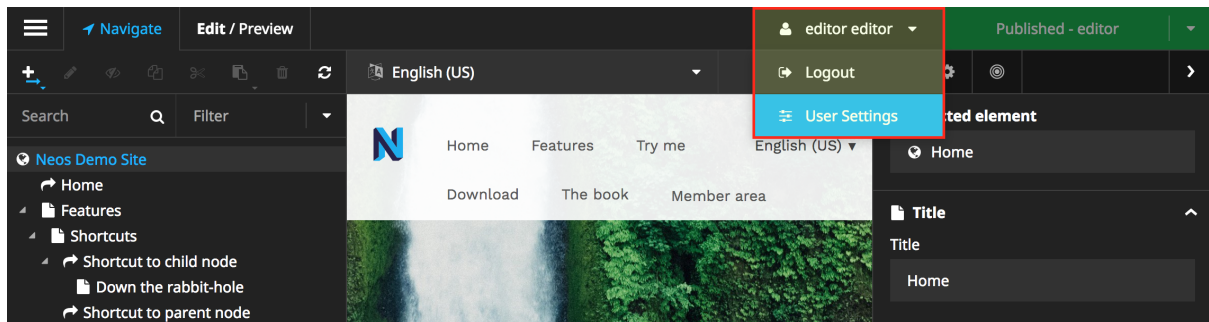 Navigate
Edit / Preview
editor editor
Published - editor
English (US)
Logout
Search
Filter
User Settings
cted element
Neos Demo Site
Home
Features
Try me
English (US) ▾
Home
Home
Download
The book
Member area
Features
Title
Shortcuts
Title
Shortcut to child node
Home
Down the rabbit-hole
Shortcut to parent node